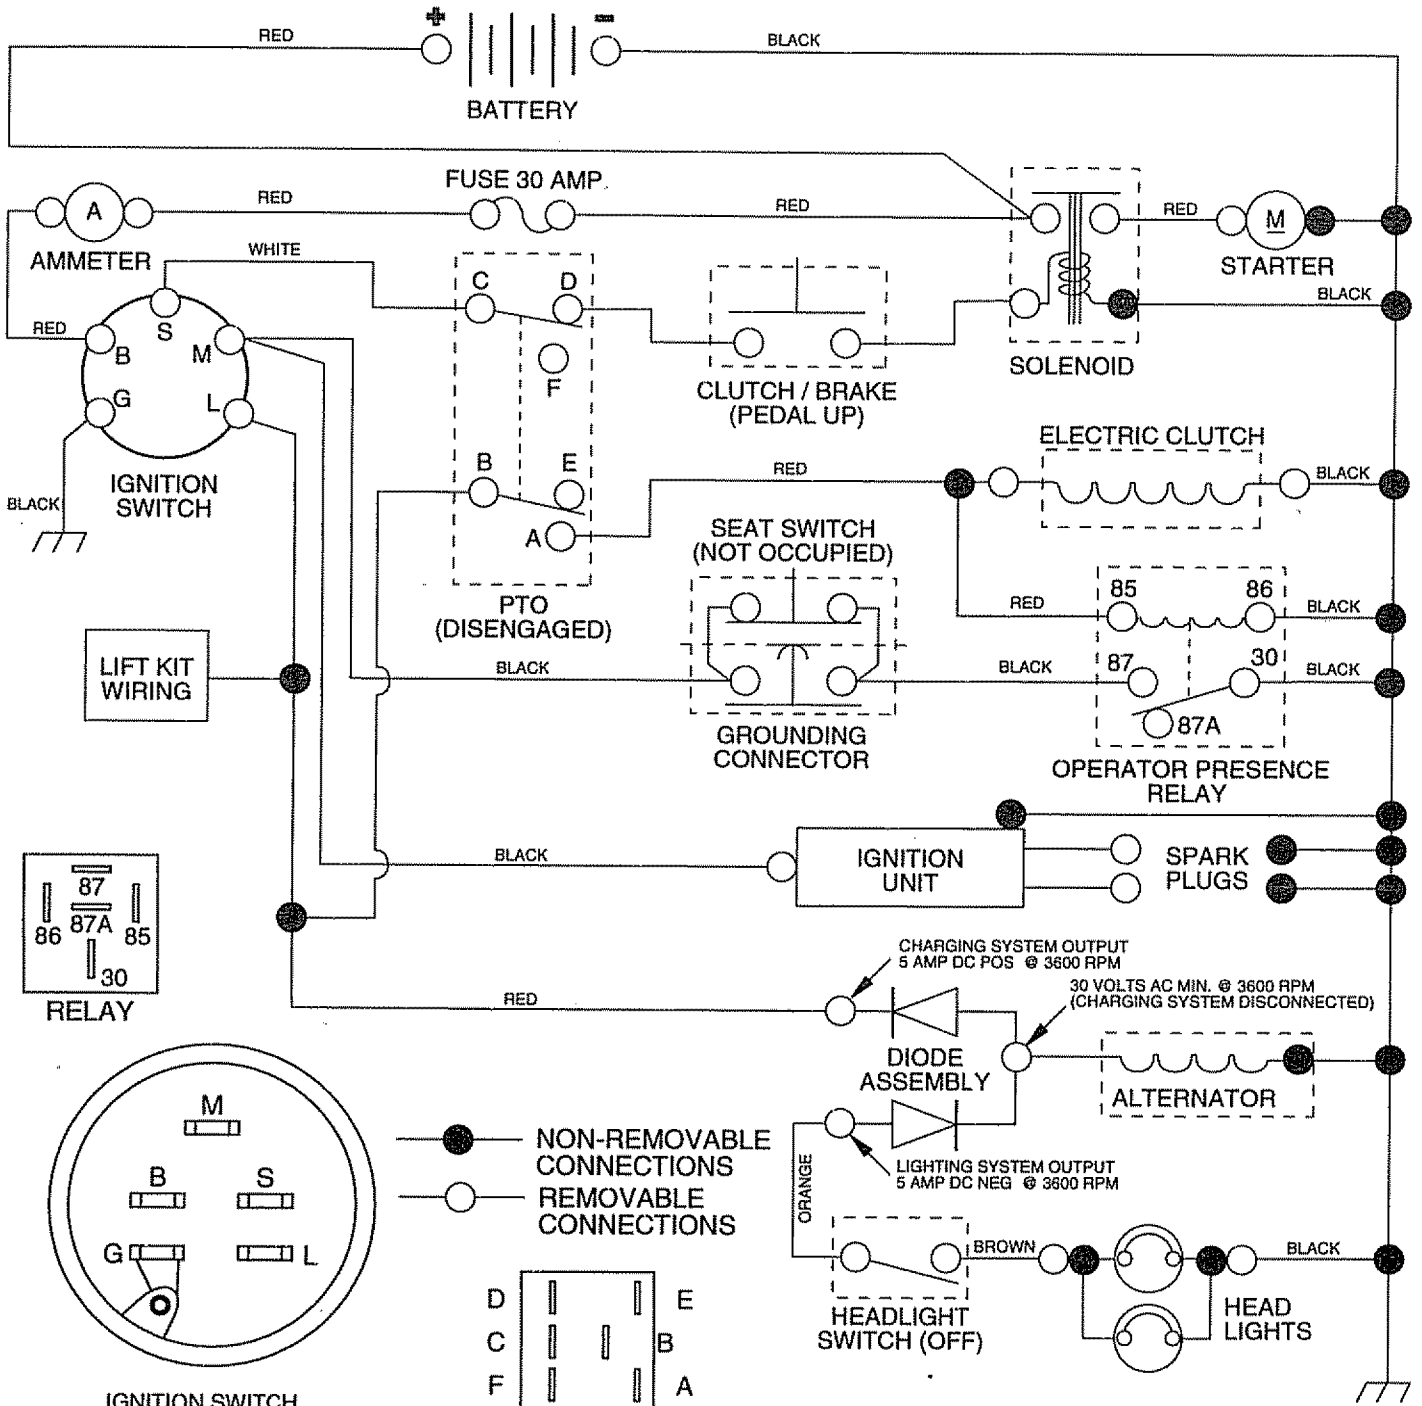 +
-
RED
BLACK
BATTERY
FUSE 30 AMP.
A
RED
RED
RED
M
AMMETER
WHITE
STARTER
C
D
BLACK
RED
B
S
M
F
SOLENOID
G
L
CLUTCH / BRAKE
(PEDAL UP)
ELECTRIC CLUTCH
B
E
RED
BLACK
IGNITION
SWITCH
BLACK
A
SEAT SWITCH
(NOT OCCUPIED)
PTO
(DISENGAGED)
RED
85
86
BLACK
LIFT KIT
WIRING
BLACK
BLACK
87
30
BLACK
87A
GROUNDING
CONNECTOR
OPERATOR PRESENCE
RELAY
BLACK
IGNITION
UNIT
SPARK
PLUGS
87
87A
86
85
30
RELAY
CHARGING SYSTEM OUTPUT
5 AMP DC POS @ 3600 RPM
30 VOLTS AC MIN. @ 3600 RPM
(CHARGING SYSTEM DISCONNECTED)
RED
DIODE
ASSEMBLY
ALTERNATOR
M
NON-REMOVABLE
CONNECTIONS
REMOVABLE
CONNECTIONS
B
S
G
L
ORANGE
LIGHTING SYSTEM OUTPUT
5 AMP DC NEG @ 3600 RPM
BROWN
BLACK
HEADLIGHT
SWITCH (OFF)
HEAD
LIGHTS
D
E
C
B
F
A
IGNITION SWITCH